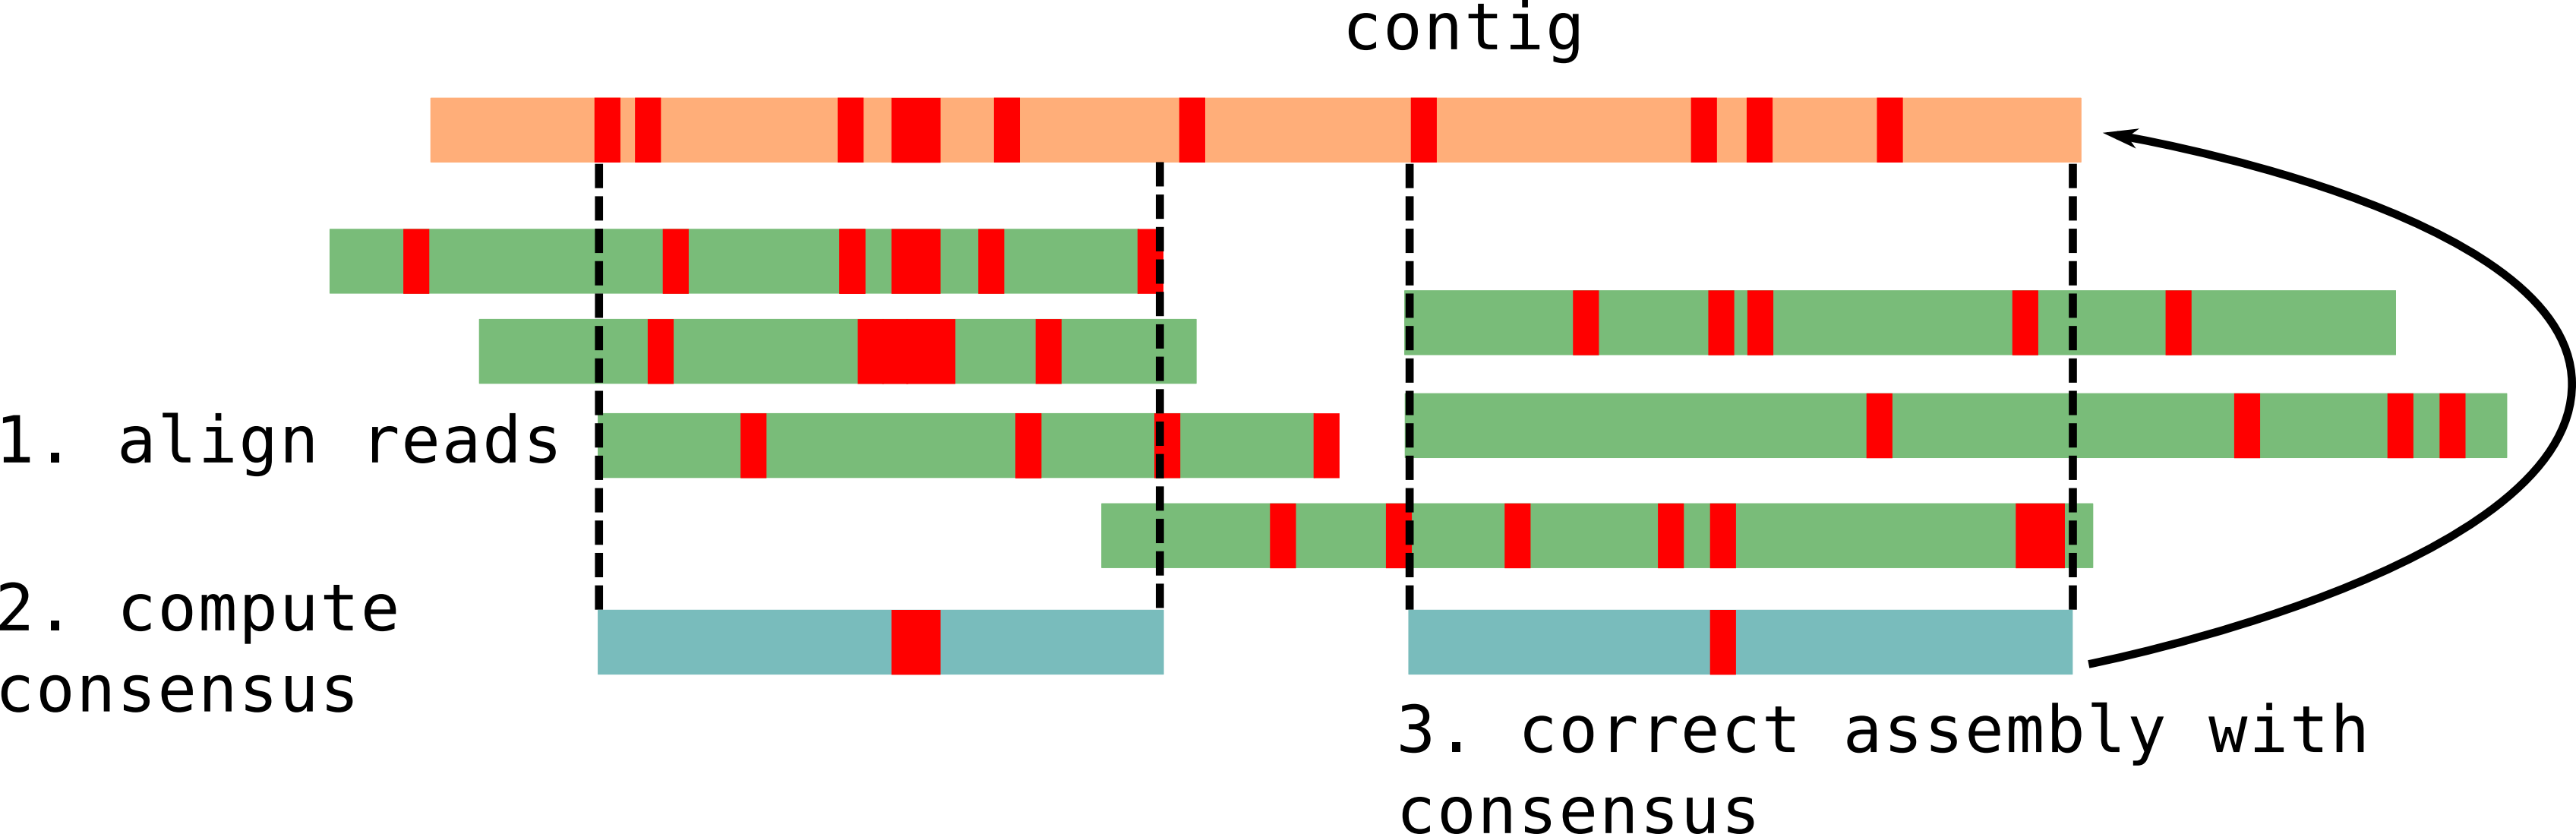 contig
1. align reads
2. compute
consensus
3. correct assembly with
consensus